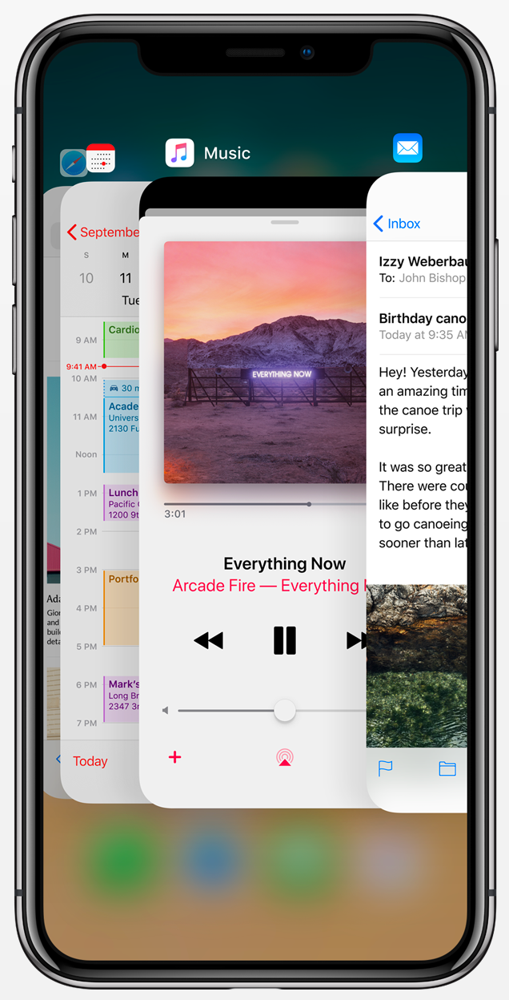 Music
Septembe
S
M
10
11
Tue
9 AM
Cardio
9:41 AM
10 AM
30 m
Acade
11 AM
Univers
2130 Fu
Noon
1 PM
Lunch
Pacific
1200 9t
2 PM
3 PM
Portfo
4 PM
5 PM
6 PM
Mark's
Long Br
2347 3r
7 PM
Today
Ada
Gior
and
buil
deta
EVERYTHING NOW
3:01
Everything Now
Arcade Fire — Everything
Inbox
Izzy Weberbau
To: John Bishop
Birthday cano
Today at 9:35 AM
Hey! Yesterday
an amazing tim
the canoe trip
surprise.
It was so great
There were cou
like before they
to go canoeing
sooner than lat